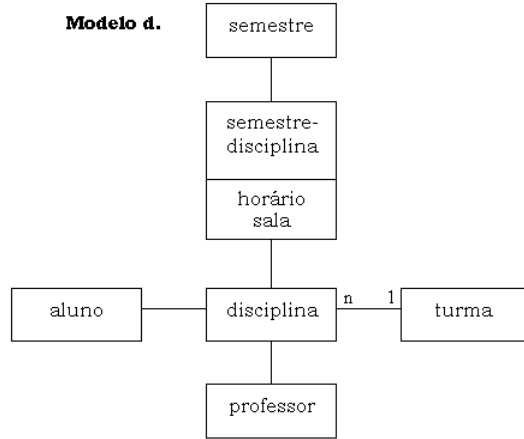 Modelo d.
semestre
semestre-
disciplina
horário
sala
aluno
disciplina
n
1
turma
professor